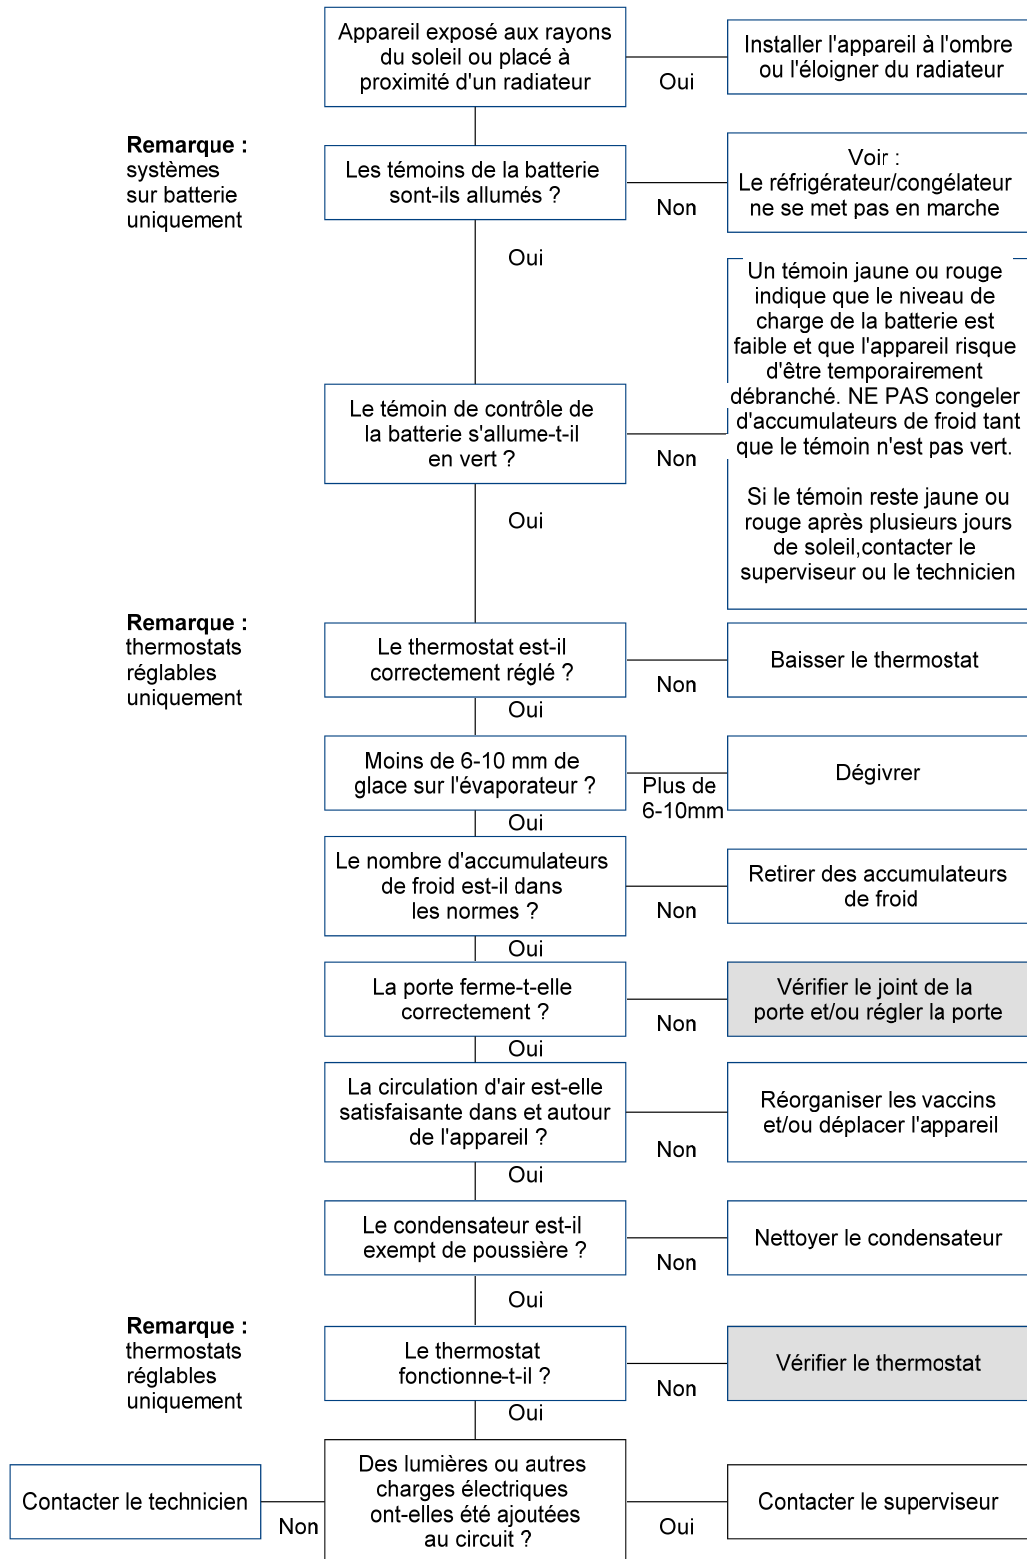 Appareil exposé aux rayons
du soleil ou placé à
proximité d'un radiateur
Oui
Installer l'appareil à l'ombre
ou l'éloigner du radiateur
Remarque :
systèmes
sur batterie
uniquement
Les témoins de la batterie
sont-ils allumés ?
Non
Voir :
Le réfrigérateur/congélateur
ne se met pas en marche
Oui
Le témoin de contrôle de
la batterie s'allume-t-il
en vert ?
Non
Un témoin jaune ou rouge
indique que le niveau de
charge de la batterie est
faible et que l'appareil risque
d'être temporairement
débranché. NE PAS congeler
d'accumulateurs de froid tant
que le témoin n'est pas vert.
Si le témoin reste jaune ou
rouge après plusieurs jours
de soleil,contacter le
superviseur ou le technicien
Oui
Remarque :
thermostats
réglables
uniquement
Le thermostat est-il
correctement réglé ?
Non
Baisser le thermostat
Oui
Moins de 6-10 mm de
glace sur l'évaporateur ?
Plus de
6-10mm
Dégivrer
Oui
Le nombre d'accumulateurs
de froid est-il dans
les normes ?
Non
Retirer des accumulateurs
de froid
Oui
La porte ferme-t-elle
correctement ?
Non
Vérifier le joint de la
porte et/ou régler la porte
Oui
La circulation d'air est-elle
satisfaisante dans et autour
de l'appareil ?
Non
Réorganiser les vaccins
et/ou déplacer l'appareil
Oui
Le condensateur est-il
exempt de poussière ?
Non
Nettoyer le condensateur
Oui
Remarque :
thermostats
réglables
uniquement
Le thermostat
fonctionne-t-il ?
Non
Vérifier le thermostat
Oui
Des lumières ou autres
charges électriques
ont-elles été ajoutées
au circuit ?
Non
Contacter le technicien
Oui
Contacter le superviseur